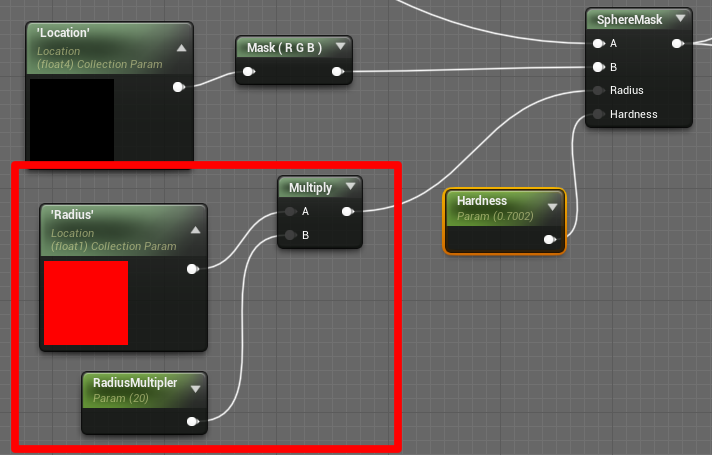 'Location'
Location
(float4) Collection Param
Mask ( R G B )
SphereMask
A
B
Radius
Hardness
'Radius'
Location
(float1) Collection Param
Multiply
A
B
Hardness
Param (0.7002)
RadiusMultipler
Param (20)